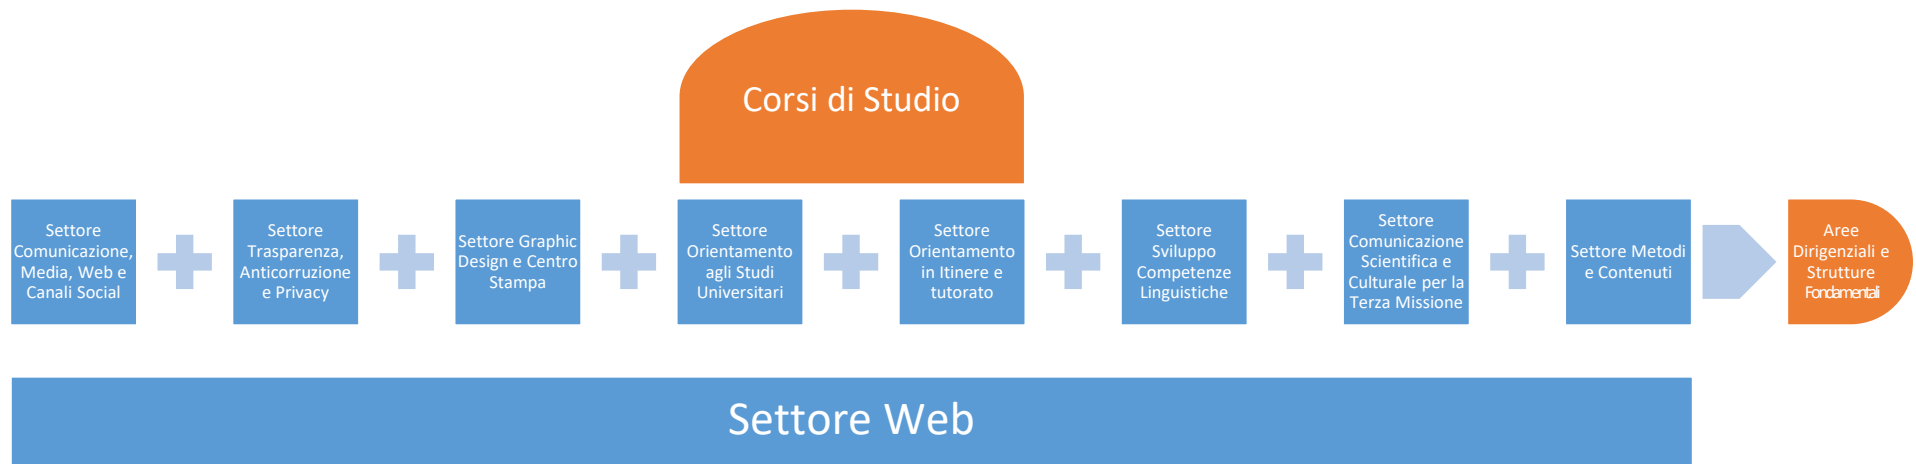 Corsi di Studio
Settore
Comunicazione,
Media, Web e
Canali Social
Settore
Trasparenza,
Anticorruzione
e Privacy
Settore Graphic
Design e Centro
Stampa
Settore
Orientamento
agli Studi
Universitari
Settore
Orientamento
in Itinere e
tutorato
Settore
Sviluppo
Competenze
Linguistiche
Settore
Comunicazione
Scientifica e
Culturale per la
Terza Missione
Settore Metodi
e Contenuti
Aree
Dirigenziali e
Strutture
Fondamentali
Settore Web